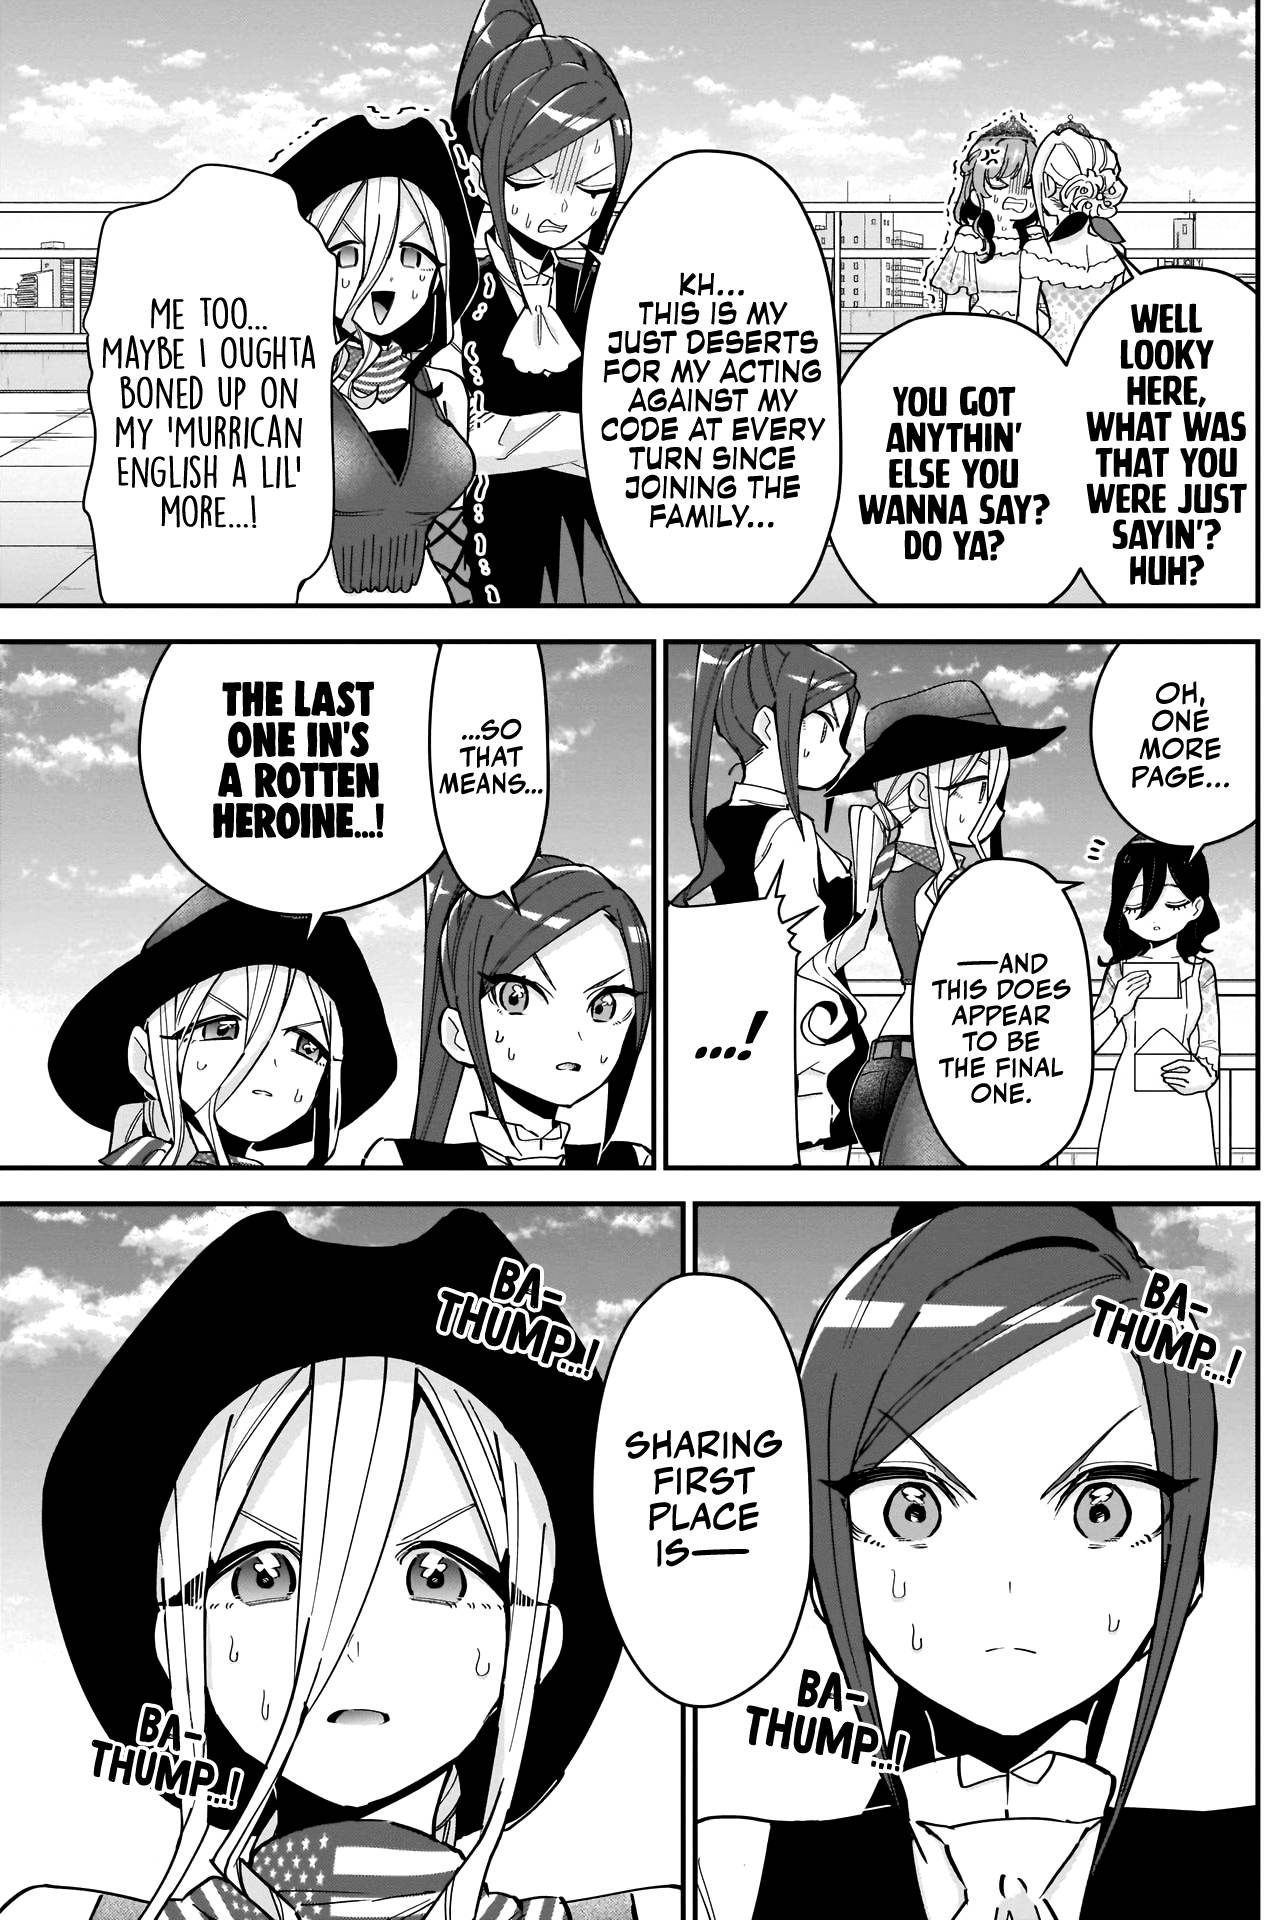 WELL
LOOKY
HERE,
WHAT WAS
THAT YOU
WERE JUST
SAYIN'?
HUH?
YOU GOT
ANYTHIN'
ELSE YOU
WANNA SAY?
DO YA?
KH...
THIS IS MY
JUST DESERTS
FOR MY ACTING
AGAINST MY
CODE AT EVERY
TURN SINCE
JOINING THE
FAMILY...
ME TOO...
MAYBE I OUGHTA
BONED UP ON
MY 'MURRICAN
ENGLISH A LIL'
MORE...!
OH,
ONE
MORE
PAGE...
—AND
THIS DOES
APPEAR
TO BE
THE FINAL
ONE.
....!
...SO
THAT
MEANS...
THE LAST
ONE IN'S
A ROTTEN
HEROINE...!
BA-
THUMP...!
BA-
THUMP...!
SHARING
FIRST
PLACE
IS—
BA-
THUMP...!
BA-
THUMP...!